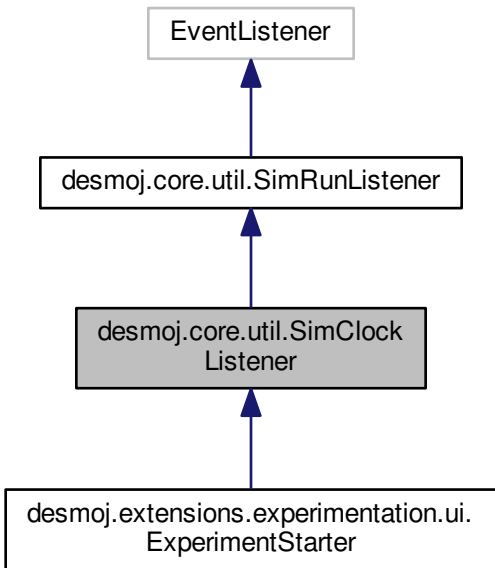 EventListener
desmoj.core.util.SimRunListener
desmoj.core.util.SimClock
Listener
desmoj.extensions.experimentation.ui.
ExperimentStarter